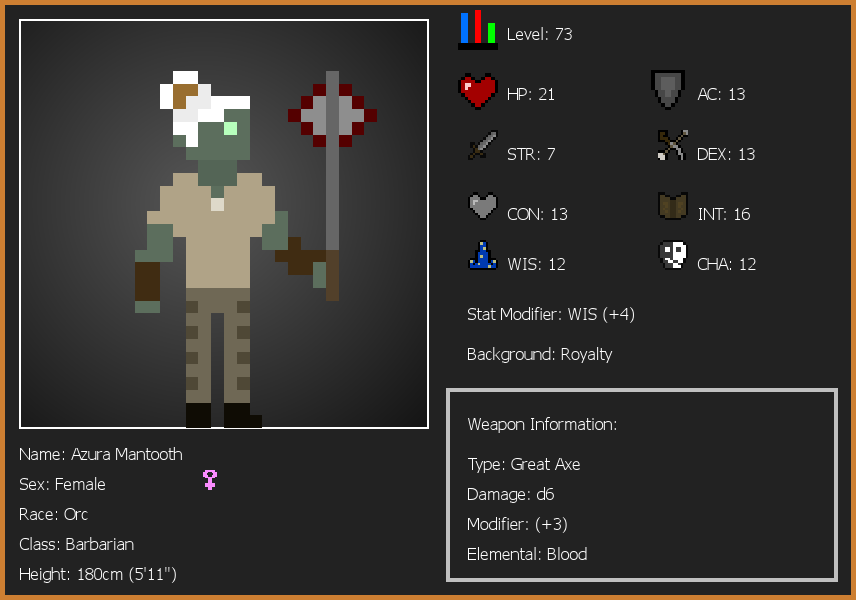 Level: 73
HP: 21
AC: 13
STR: 7
DEX: 13
CON: 13
INT: 16
WIS: 12
CHA: 12
Stat Modifier: WIS (+4)
Background: Royalty
Weapon Information:
Type: Great Axe
Damage: d6
Modifier: (+3)
Elemental: Blood
Name: Azura Mantooth
Sex: Female
Race: Orc
Class: Barbarian
Height: 180cm (5'11")